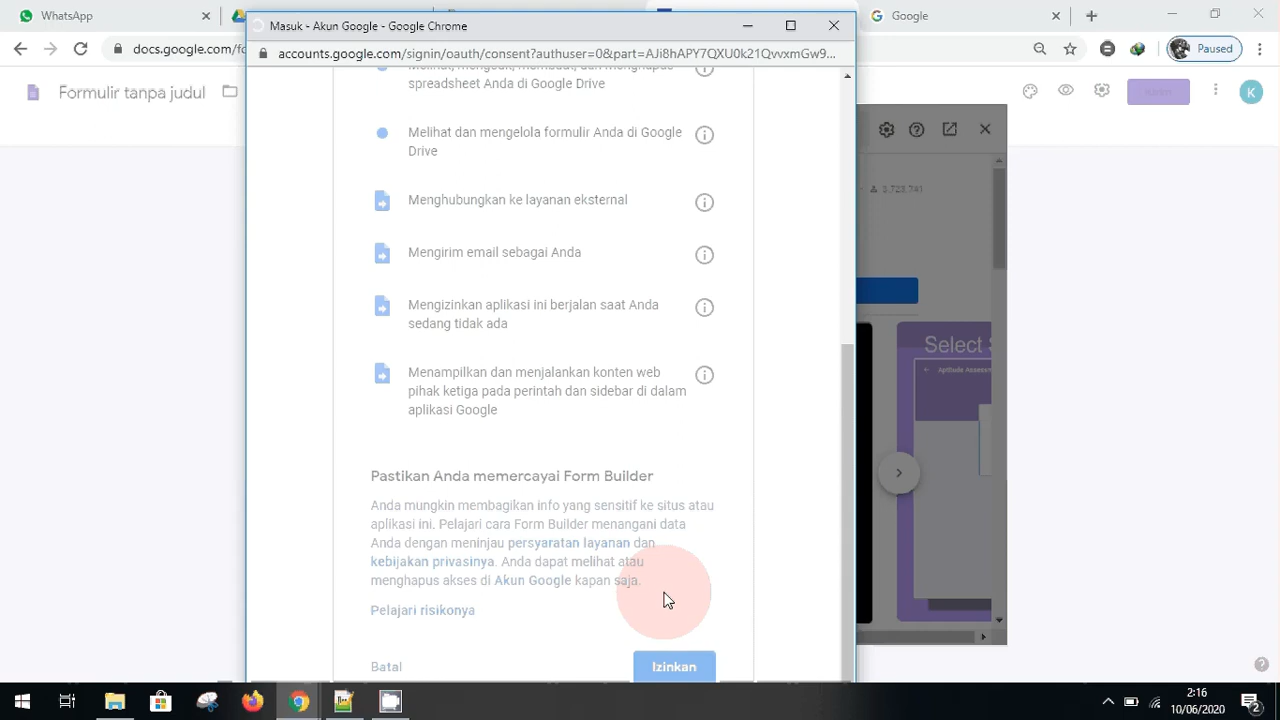 WhatsApp
Masuk - Akun Google - Google Chrome
Google
docs.google.com/fo
accounts.google.com/signin/oauth/consent?authuser=0&part=AJi8hAPY7QXU0k21QvvxmGw9...
Paused
Formulir tanpa judul
K
spreadsheet Anda di Google Drive
Melihat dan mengelola formulir Anda di Google
Drive
Menghubungkan ke layanan eksternal
Mengirim email sebagai Anda
Mengizinkan aplikasi ini berjalan saat Anda
sedang tidak ada
Menampilkan dan menjalankan konten web
pihak ketiga pada perintah dan sidebar di dalam
aplikasi Google
Select S
Pastikan Anda memercayai Form Builder
Anda mungkin membagikan info yang sensitif ke situs atau
aplikasi ini. Pelajari cara Form Builder menangani data
Anda dengan meninjau persyaratan layanan dan
kebijakan privasinya. Anda dapat melihat atau
menghapus akses di Akun Google kapan saja.
Pelajari risikonya
Batal
Izinkan
2:16
10/06/2020
2